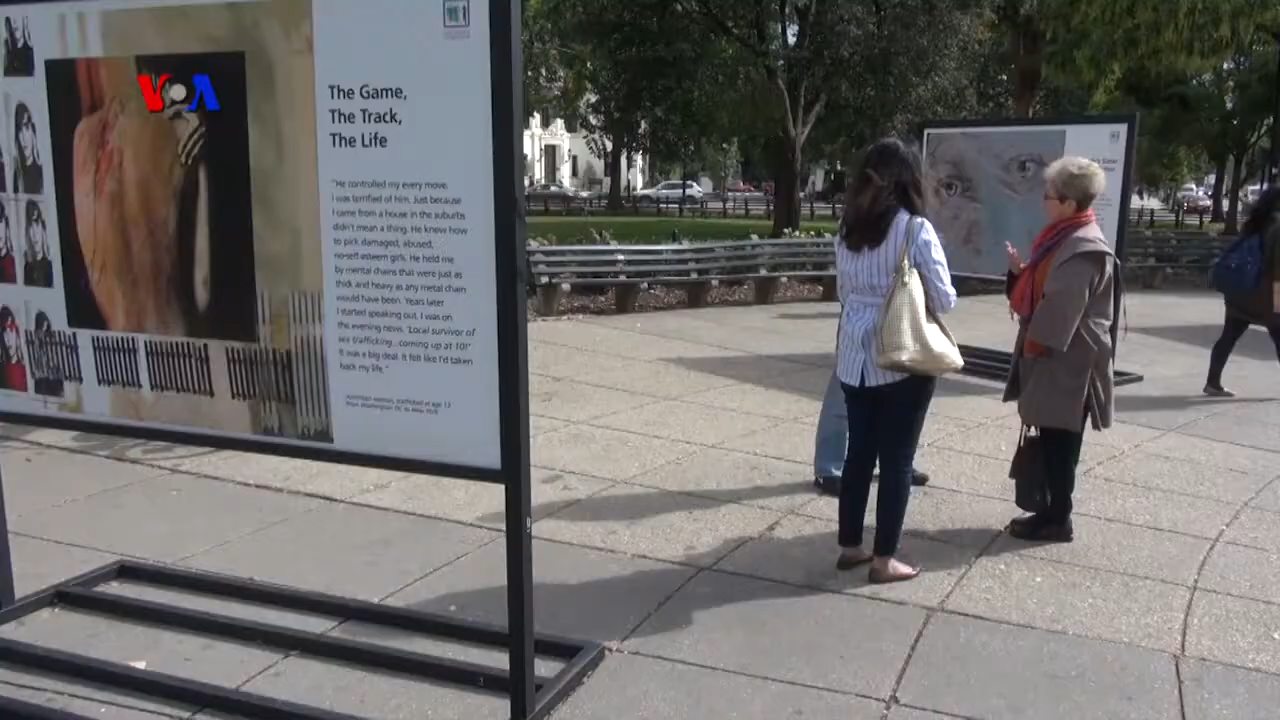 VOA
The Game,
The Track,
The Life
"He controlled my every move.
I was terrified of him. Just because
I came from a house in the suburbs
didn't mean a thing. He knew how
to pick damaged, abused,
no-self-esteem girls. He held me
by mental chains that were just as
thick and heavy as any metal chain
would have been. Years later
I started speaking out. I was on
the evening news. 'Local survivor of
sex trafficking...coming up at 10!'
It was a big deal. It felt like I'd taken
back my life."